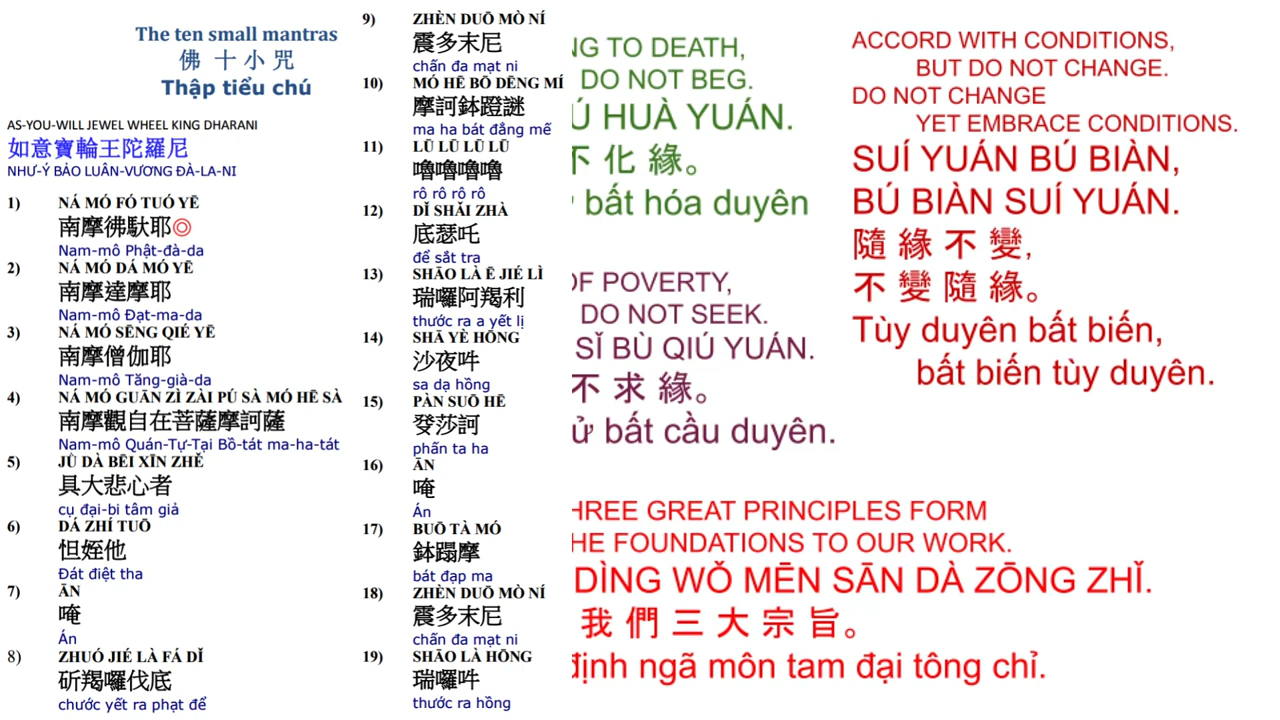 The ten small mantras
佛 十 小 咒
Thập tiểu chú
AS-YOU-WILL JEWEL WHEEL KING DHARANI
如意寶輪王陀羅尼
NHƯ-Ý BẢO LUÂN-VƯƠNG ĐÀ-LA-NI
1) NÁ MÓ FÓ TUÓ YĒ
南摩彿馱耶◎
Nam-mô Phật-đà-da
2) NÁ MÓ DÁ MÓ YĒ
南摩達摩耶
Nam-mô Đạt-ma-da
3) NÁ MÓ SĒNG QIÉ YĒ
南摩僧伽耶
Nam-mô Tăng-già-da
4) NÁ MÓ GUĀN ZÌ ZÀI PÚ SÀ MÓ HĒ SÀ
南摩觀自在菩薩摩訶薩
Nam-mô Quán-Tự-Tại Bồ-tát ma-ha-tát
5) JÙ DÀ BĒI XĪN ZHĚ
具大悲心者
cụ đại-bi tâm giả
6) DÁ ZHÍ TUŌ
怛姪他
Đát điệt tha
7) ĀN
唵
Án
8) ZHUÓ JIÉ LÀ FÁ DǏ
斫羯囉伐底
chước yết ra phạt để
9) ZHÈN DUŌ MÒ NÍ
震多末尼
chấn đa mạt ni
10) MÓ HĒ BŌ DĒNG MÍ
摩訶鉢蹬謎
ma ha bát đẳng mế
11) LŪ LŪ LŪ LŪ
嚕嚕嚕嚕
rô rô rô rô
12) DǏ SHĂI ZHÀ
底瑟吒
để sắt tra
13) SHĀO LÀ Ē JIÉ LÌ
瑞囉阿羯利
thước ra a yết lị
14) SHĀ YÈ HŌNG
沙夜吽
sa dạ hồng
15) PÀN SUŌ HĒ
癹莎訶
phấn ta ha
16) ĀN
唵
Án
17) BUŌ TÀ MÓ
鉢蹋摩
bát đạp ma
18) ZHÈN DUŌ MÒ NÍ
震多末尼
chấn đa mạt ni
19) SHĀO LÀ HŌNG
瑞囉吽
thước ra hồng
TO DEATH,
DO NOT BEG.
HUÀ YUÁN.
不 化 緣。
bất hóa duyên
OF POVERTY,
DO NOT SEEK.
SǏ BÙ QIÚ YUÁN.
不 求 緣。
bất cầu duyên.
ACCORD WITH CONDITIONS,
BUT DO NOT CHANGE.
DO NOT CHANGE
YET EMBRACE CONDITIONS.
SUÍ YUÁN BÚ BIÀN,
BÚ BIÀN SUÍ YUÁN.
隨 緣 不 變,
不 變 隨 緣。
Tùy duyên bất biến,
bất biến tùy duyên.
THREE GREAT PRINCIPLES FORM
THE FOUNDATIONS TO OUR WORK.
DÌNG WǑ MĒN SĀN DÀ ZŌNG ZHǏ.
我 們 三 大 宗 旨。
định ngã môn tam đại tông chỉ.